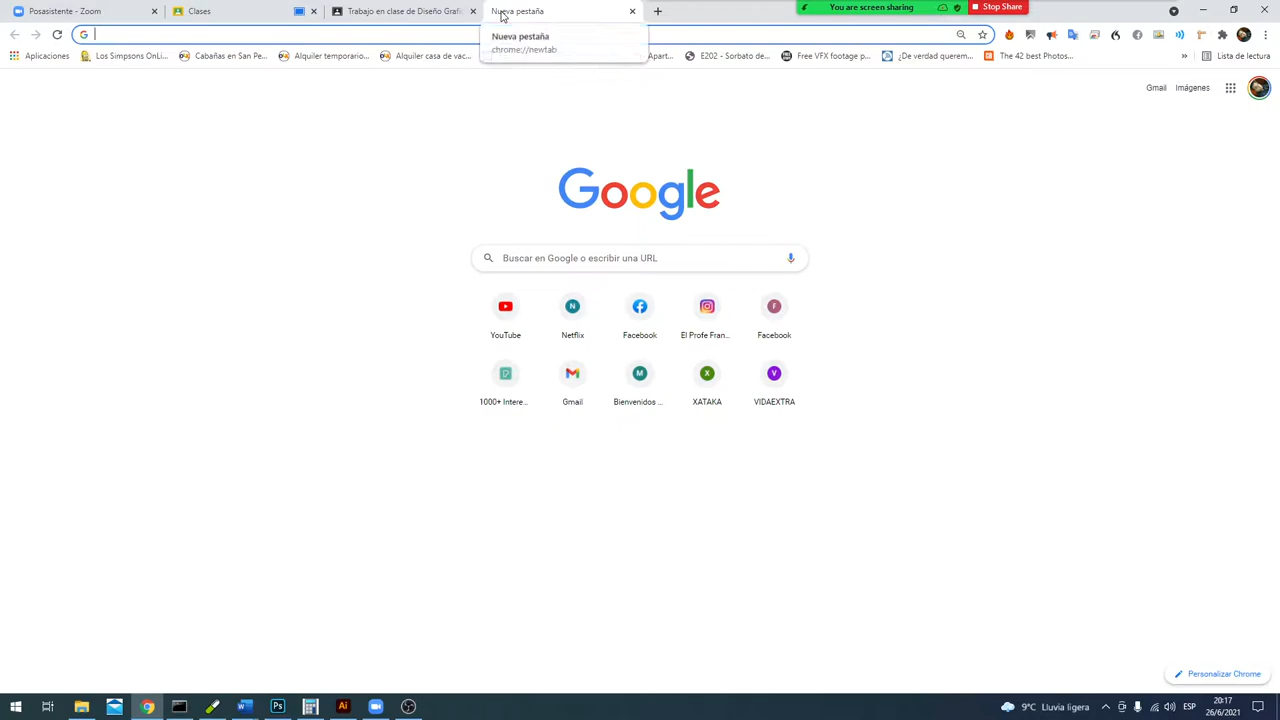 Posasistente - Zoom
Clases
Trabajo en clase de Diseño Gráfi
Nueva pestaña
You are screen sharing
Stop Share
Nueva pestaña
chrome://newtab
Aplicaciones
Los Simpsons OnLi...
Cabañas en San Pe...
Alquiler temporario...
Alquiler casa de vac...
Apart...
E202 - Sorbato de...
Free VFX footage p...
¿De verdad querem...
The 42 best Photos...
»
Lista de lectura
Gmail
Imágenes
Google
Buscar en Google o escribir una URL
YouTube
Netflix
Facebook
El Profe Fran...
Facebook
1000+ Intere...
Gmail
Bienvenidos ...
XATAKA
VIDAEXTRA
Personalizar Chrome
9°C Lluvia ligera
ESP
20:17
26/6/2021